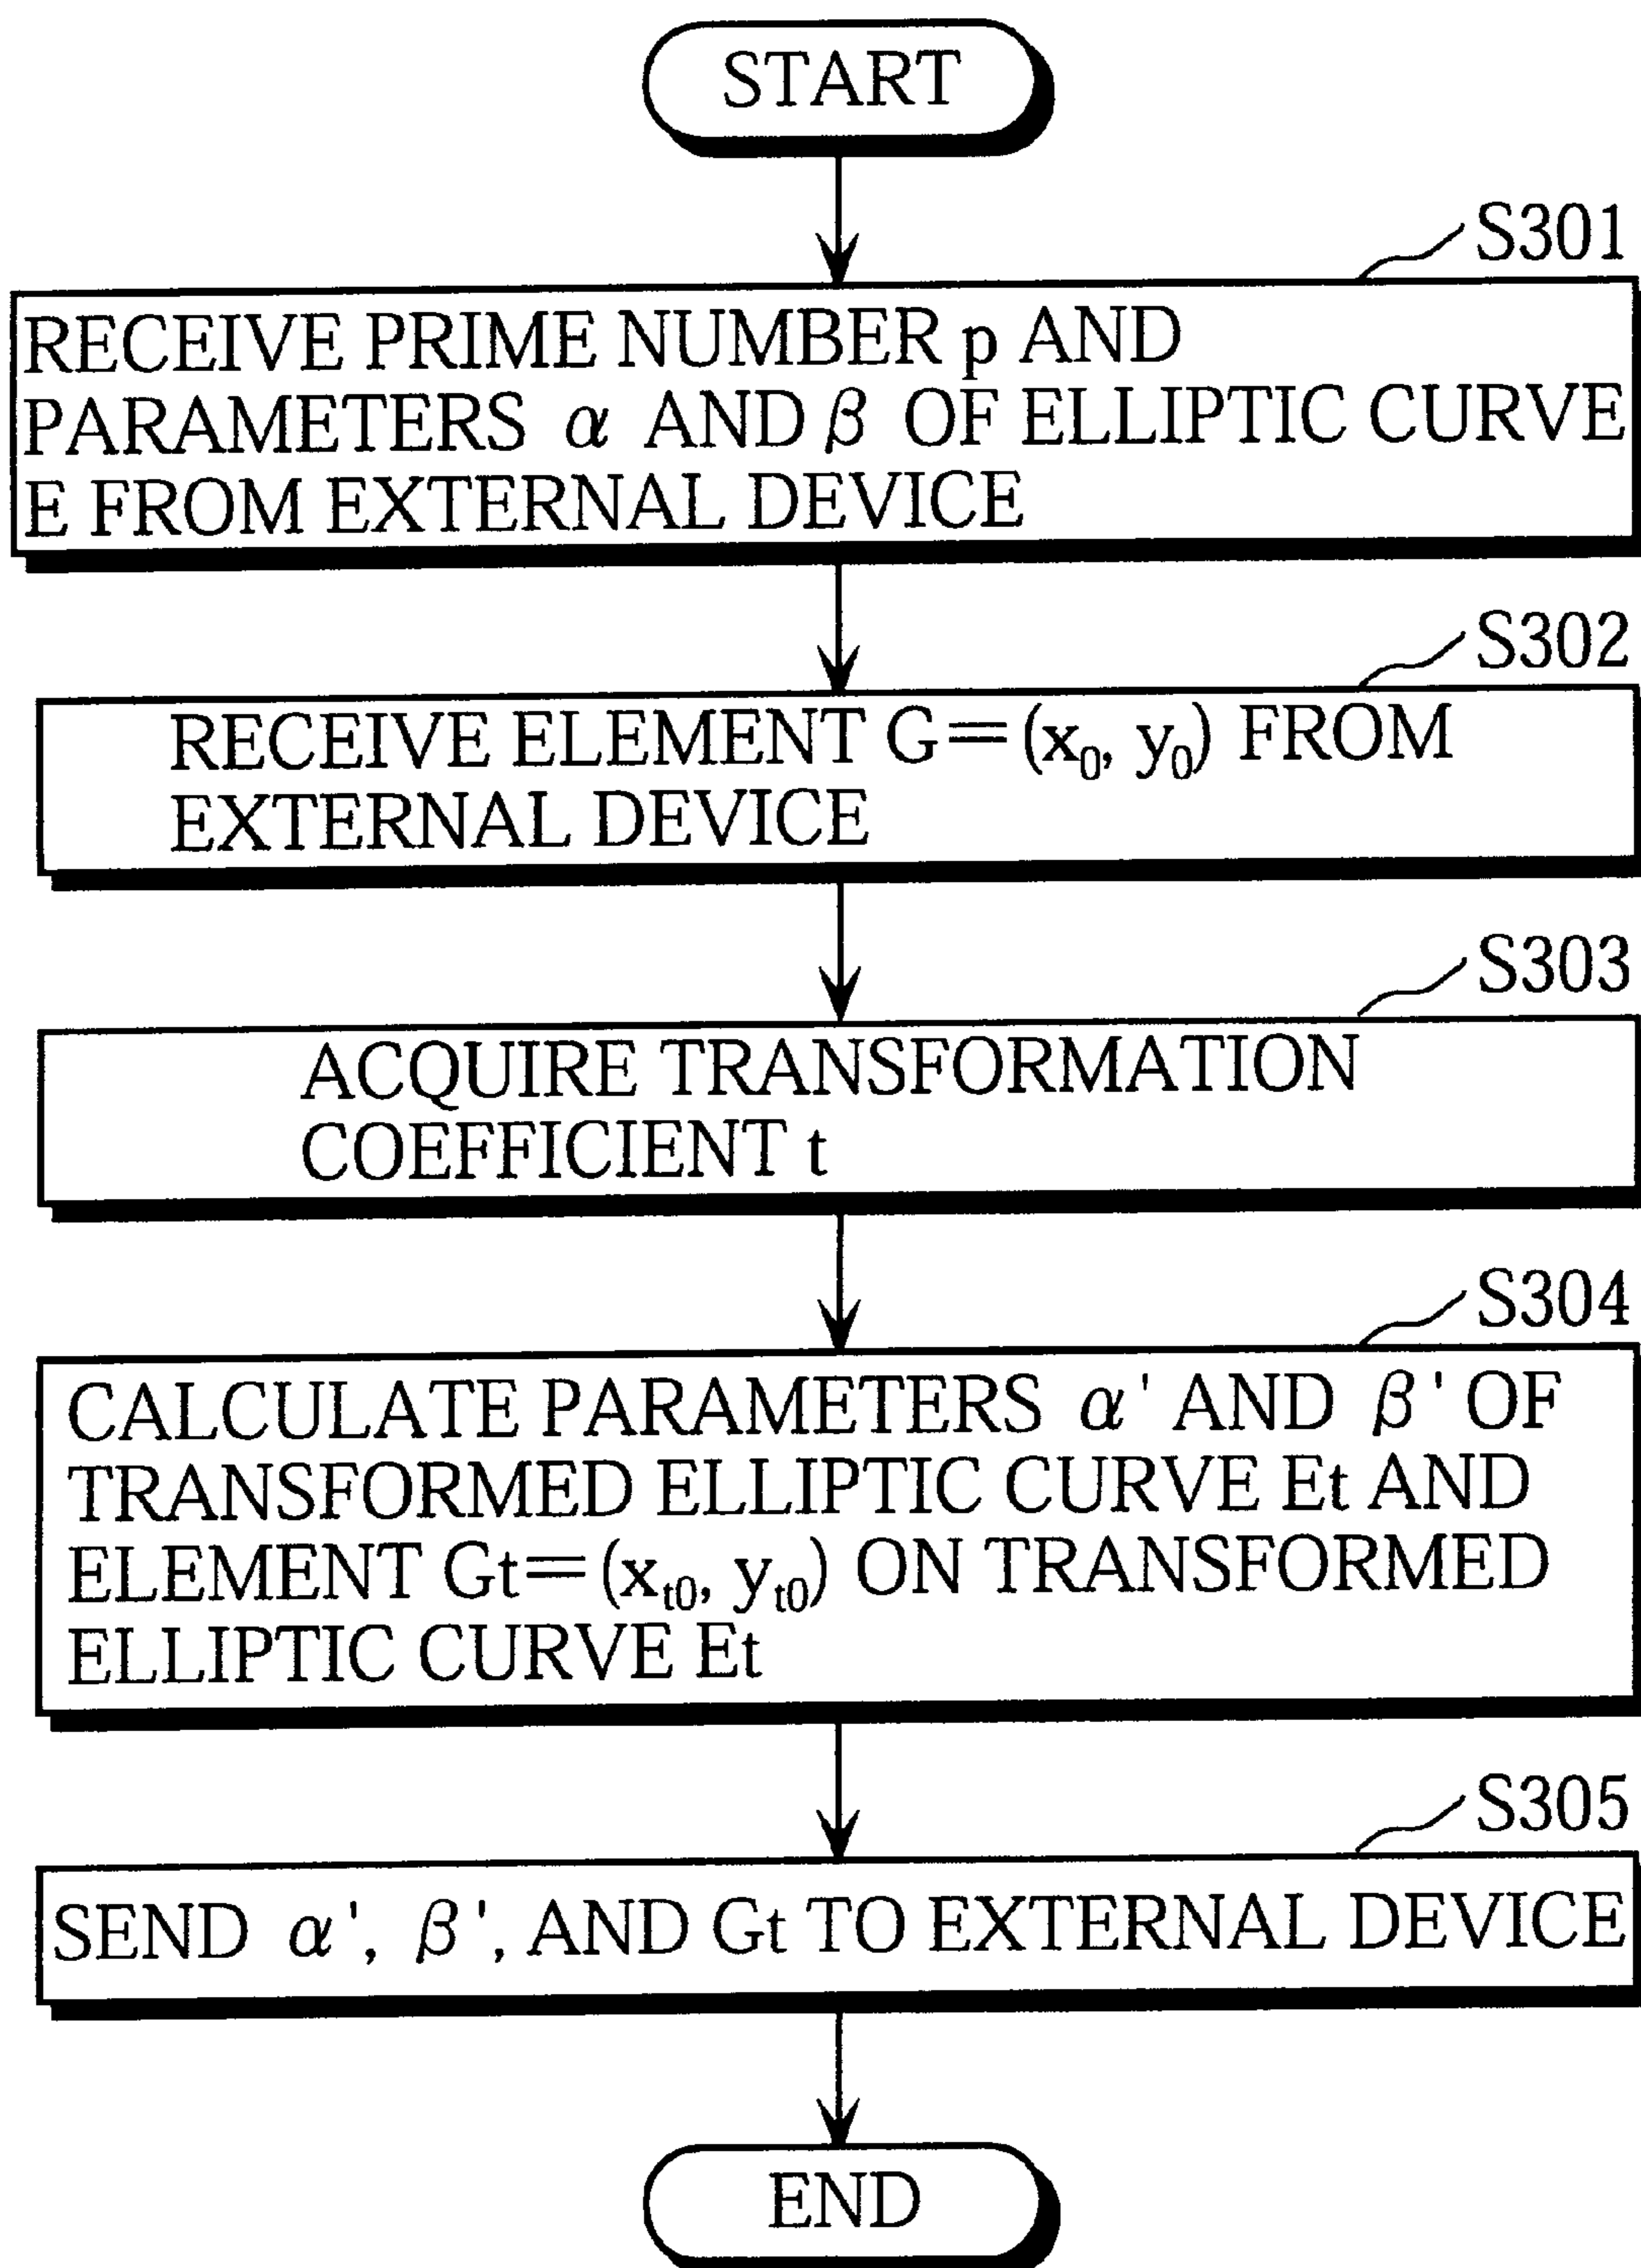 START
S301
RECEIVE PRIME NUMBER p AND
PARAMETERS α AND β OF ELLIPTIC CURVE
E FROM EXTERNAL DEVICE
S302
RECEIVE ELEMENT G=(x₀, y₀) FROM
EXTERNAL DEVICE
S303
ACQUIRE TRANSFORMATION
COEFFICIENT t
S304
CALCULATE PARAMETERS α' AND β' OF
TRANSFORMED ELLIPTIC CURVE Et AND
ELEMENT Gt=(xₜ₀, yₜ₀) ON TRANSFORMED
ELLIPTIC CURVE Et
S305
SEND α', β', AND Gt TO EXTERNAL DEVICE
END